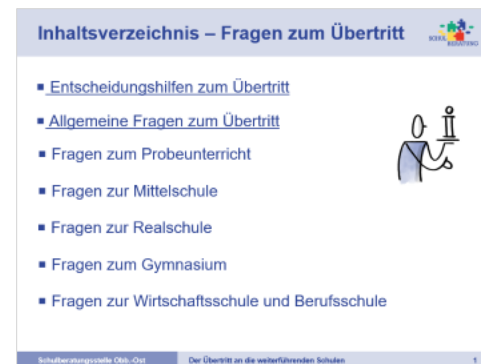 Inhaltsverzeichnis – Fragen zum Übertritt
SCHUL
BERATUNG
Entscheidungshilfen zum Übertritt
Allgemeine Fragen zum Übertritt
Fragen zum Probeunterricht
Fragen zur Mittelschule
Fragen zur Realschule
Fragen zum Gymnasium
Fragen zur Wirtschaftsschule und Berufsschule
Schulberatungsstelle Obb.-Ost
Der Übertritt an die weiterführenden Schulen
1